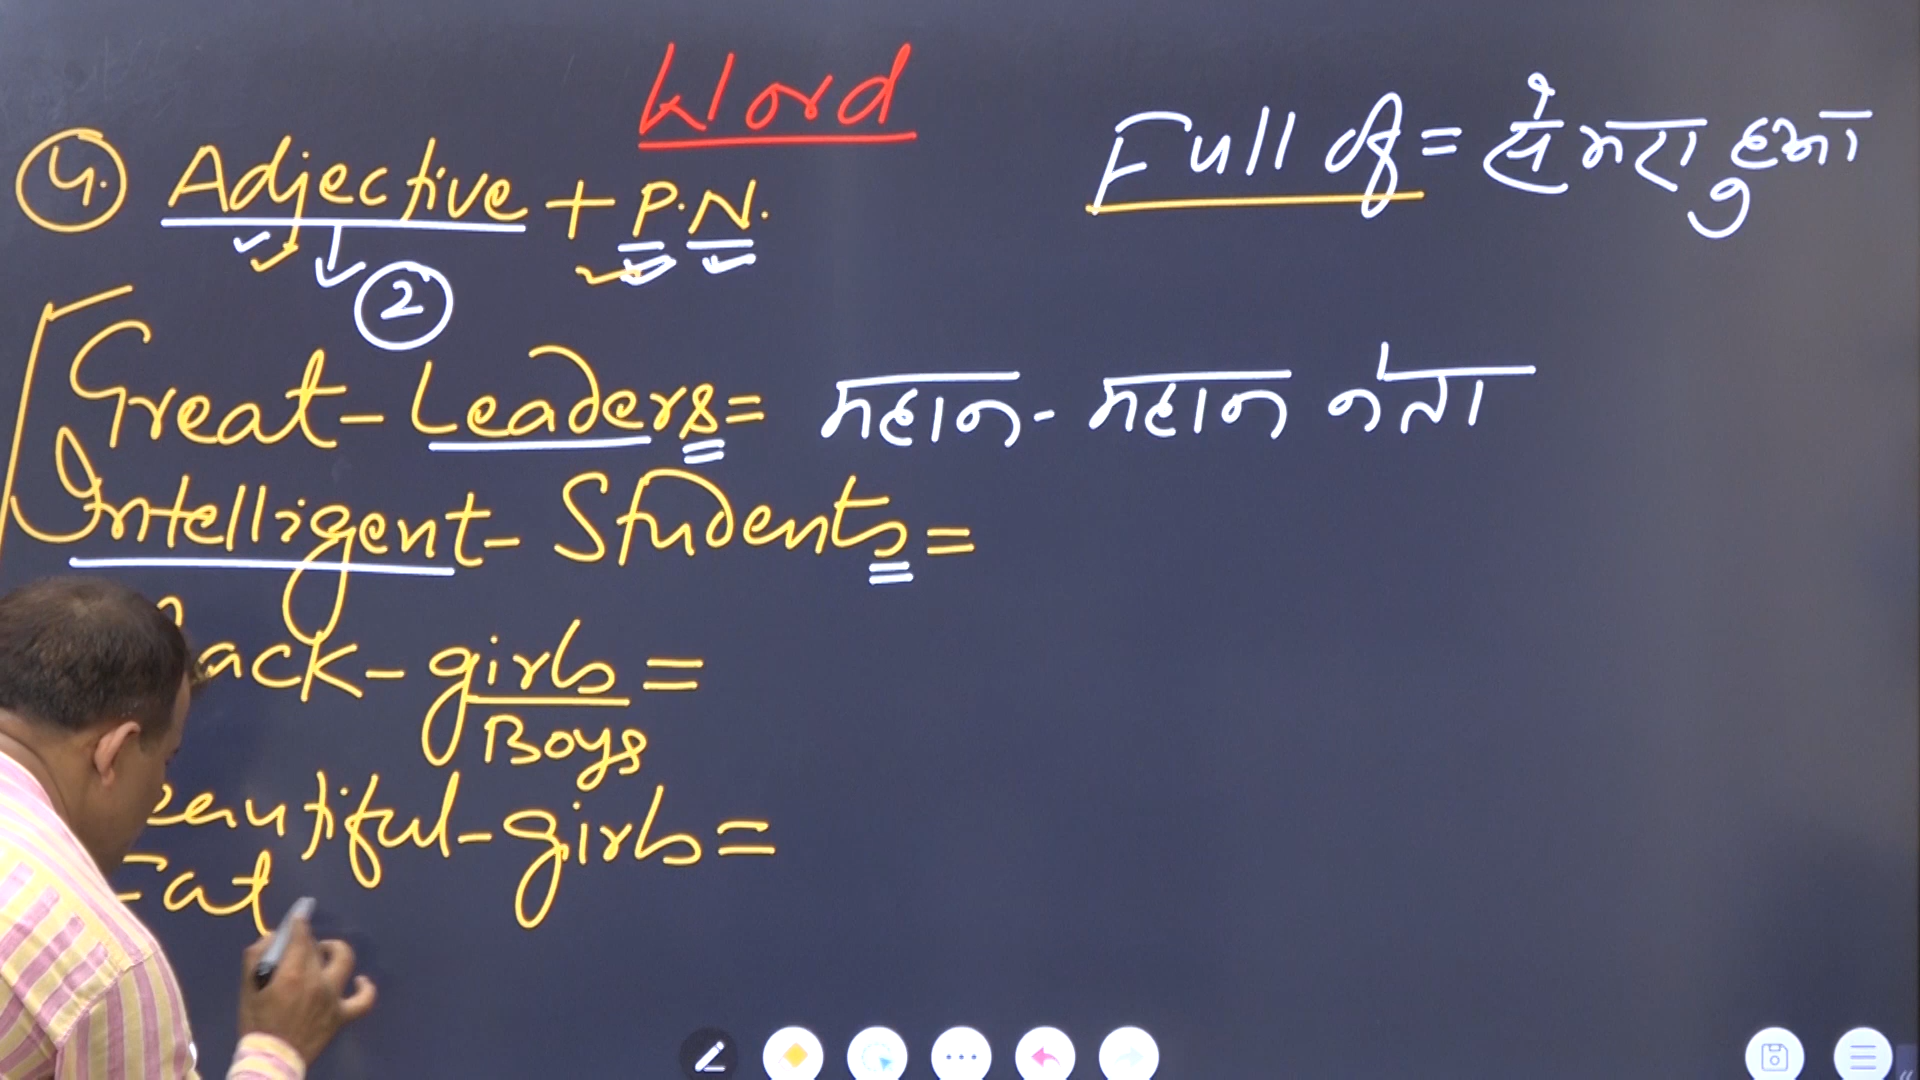 Word
Full of = से भरा हुआ
4. Adjective + P.N.
2
Great - Leaders = महान - महान नेता
Intelligent - Students =
ack - girls =
Boys
eautiful - girls =
Fat